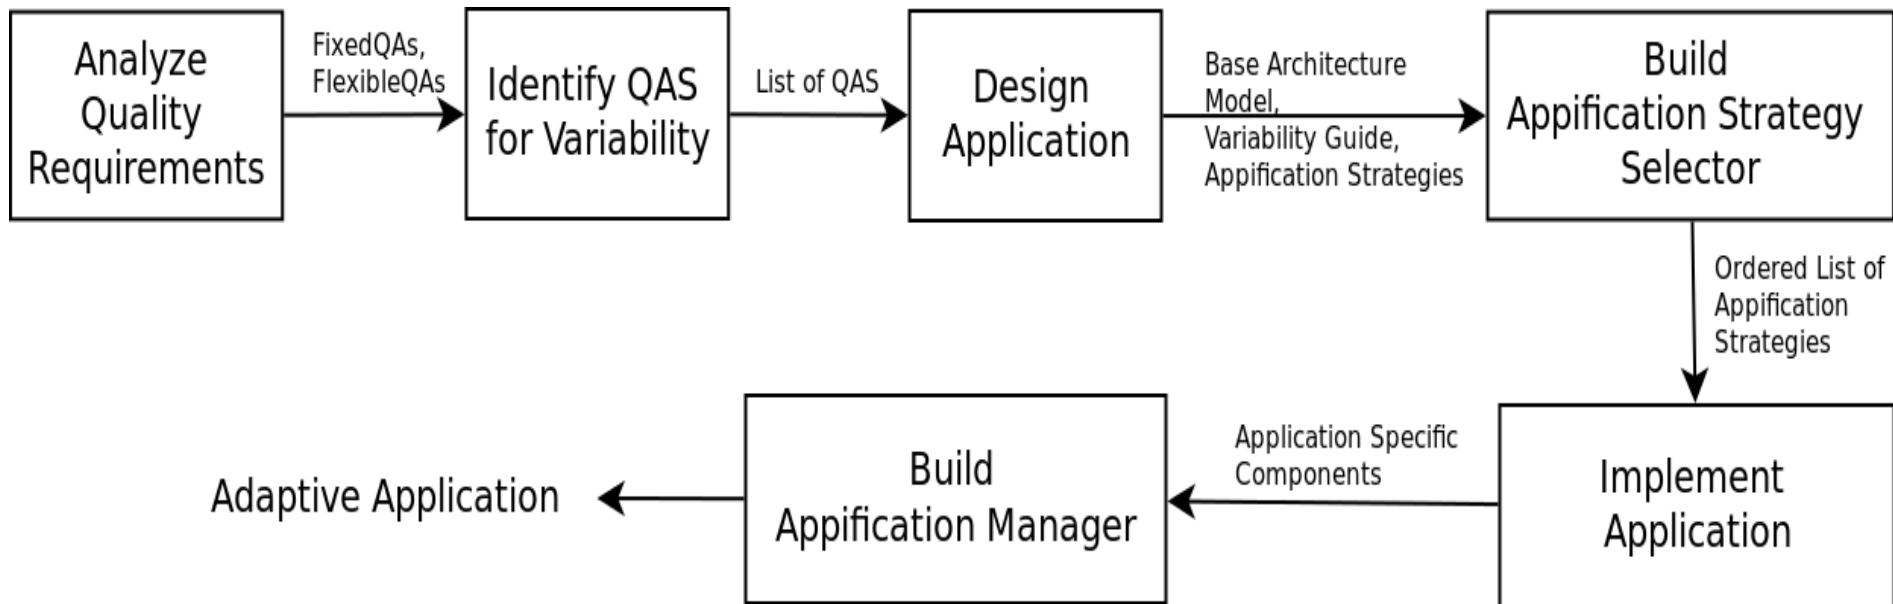 Analyze
Quality
Requirements
FixedQAs,
FlexibleQAs
Identify QAS
for Variability
List of QAS
Design
Application
Base Architecture
Model,
Variability Guide,
Appification Strategies
Build
Appification Strategy
Selector
Ordered List of
Appification
Strategies
Implement
Application
Application Specific
Components
Build
Appification Manager
Adaptive Application